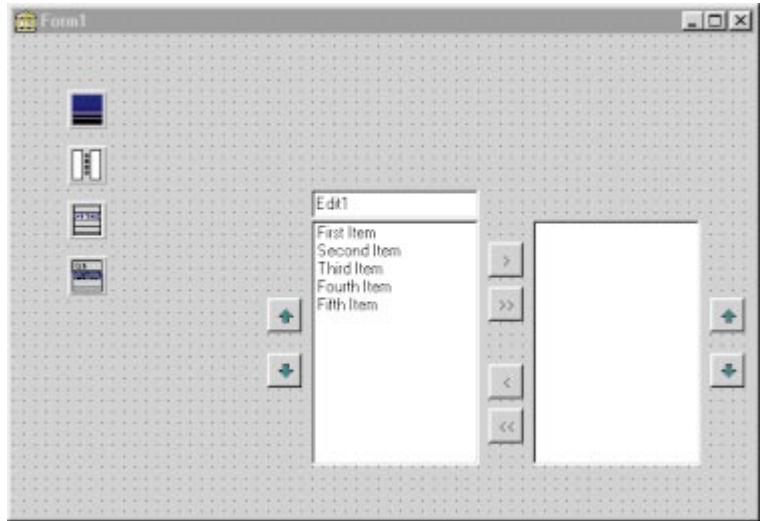 Form1
Edit1
First Item
Second Item
Third Item
Fourth Item
Fifth Item
>
>>
<
<<